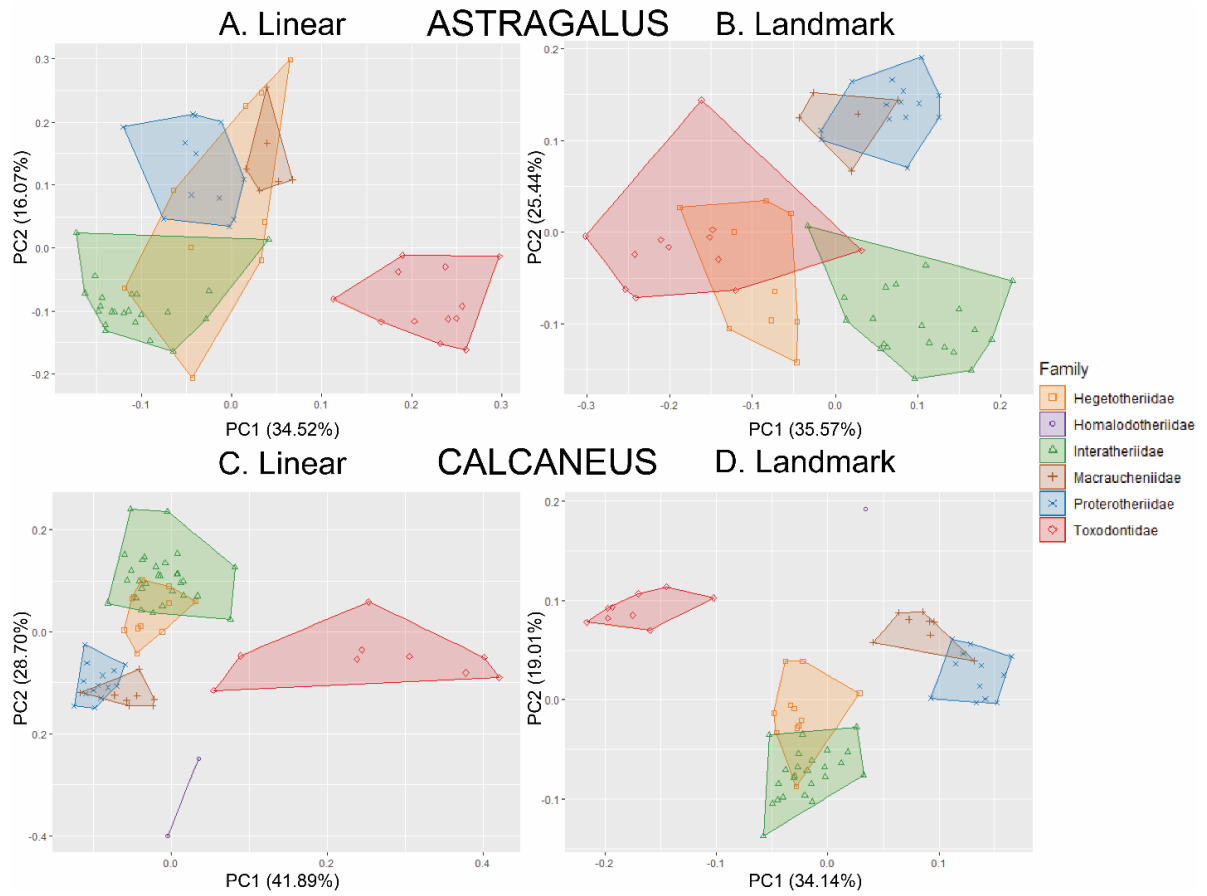 A. Linear ASTRAGALUS B. Landmark
0.3
0.2
0.1
0.0
-0.1
-0.2
PC2 (16.07%)
-0.1 0.0 0.1 0.2 0.3
PC1 (34.52%)
0.2
0.1
0.0
-0.1
PC2 (25.44%)
-0.3 -0.2 -0.1 0.0 0.1 0.2
PC1 (35.57%)
Family
Hegetotheriidae
Homalodotheriidae
Interatheriidae
Macraucheniidae
Proterotheriidae
Toxodontidae
C. Linear CALCANEUS D. Landmark
0.2
0.0
0.2
-0.4
PC2 (28.70%)
0.0 0.2 0.4
PC1 (41.89%)
0.2
0.1
0.0
-0.1
PC2 (19.01%)
-0.2 -0.1 0.0 0.1
PC1 (34.14%)